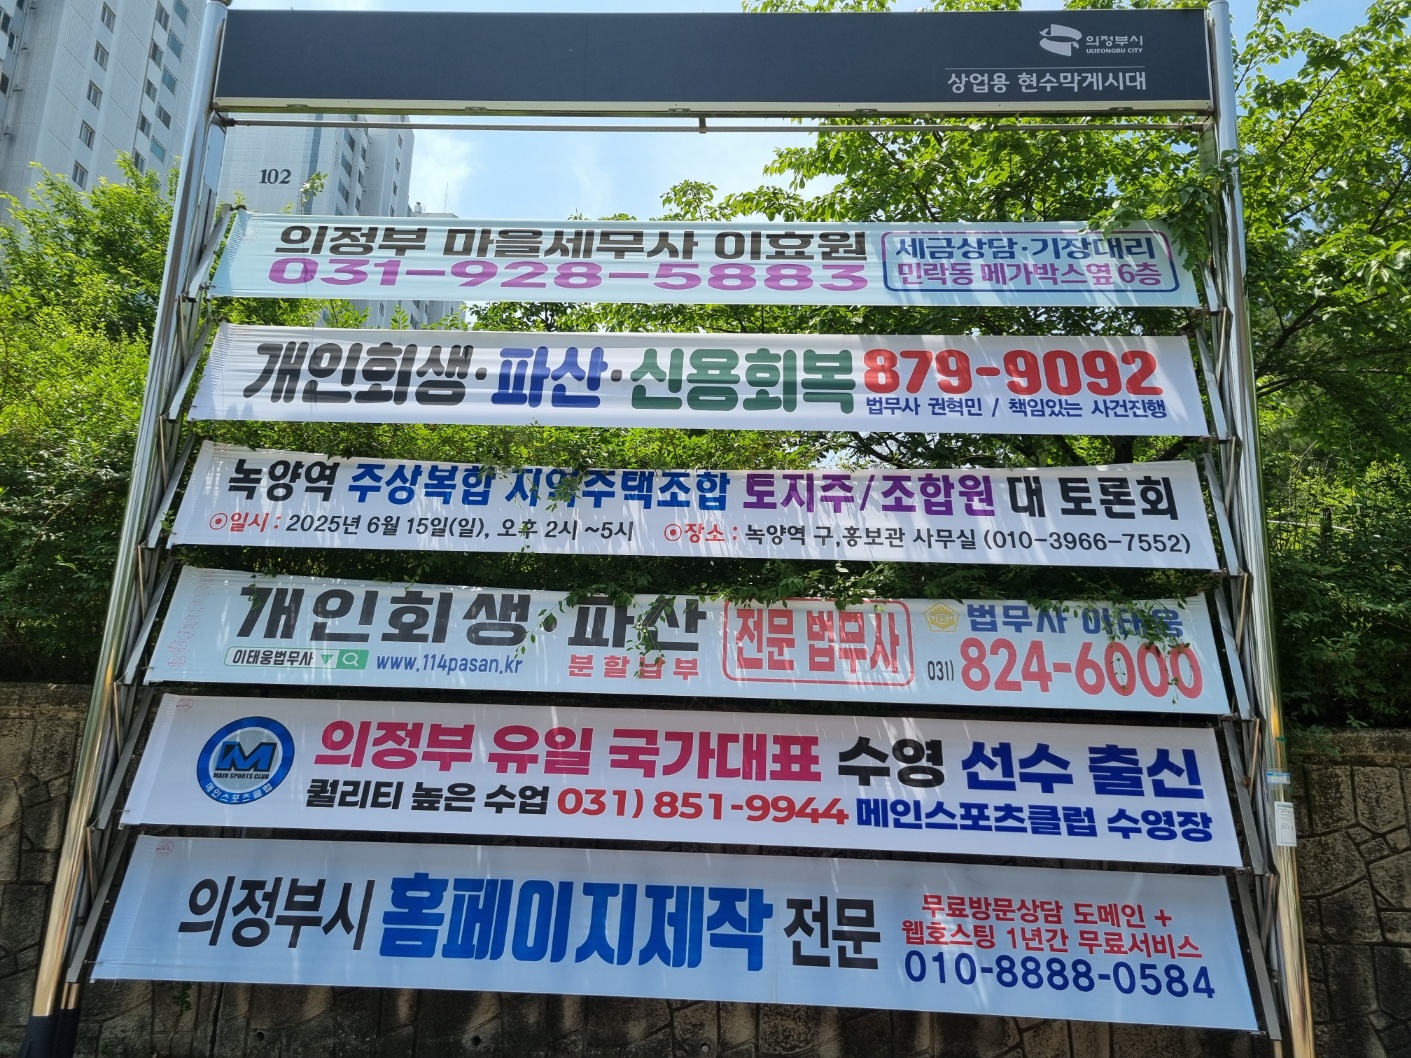 의정부시
UIJEONGBU CITY
상업용 현수막게시대
102
의정부 마을세무사 이효원
031-928-5883
세금상담·기장대리
민락동 메가박스옆 6층
개인회생·파산·신용회복
879-9092
법무사 권혁민 / 책임있는 사건진행
녹양역 주상복합 지역주택조합 토지주/조합원 대 토론회
일시 : 2025년 6월 15일(일), 오후 2시 ~5시 장소 : 녹양역 구,홍보관 사무실 (010-3966-7552)
개인회생·파산
이태웅법무사
www.114pasan.kr
분할납부
전문 법무사
법무사 이태웅
031) 824-6000
M
MAIN SPORTS CLUB
메인스포츠클럽
의정부 유일 국가대표 수영 선수 출신
퀄리티 높은 수업 031) 851-9944 메인스포츠클럽 수영장
의정부시 홈페이지제작 전문
무료방문상담 도메인 +
웹호스팅 1년간 무료서비스
010-8888-0584